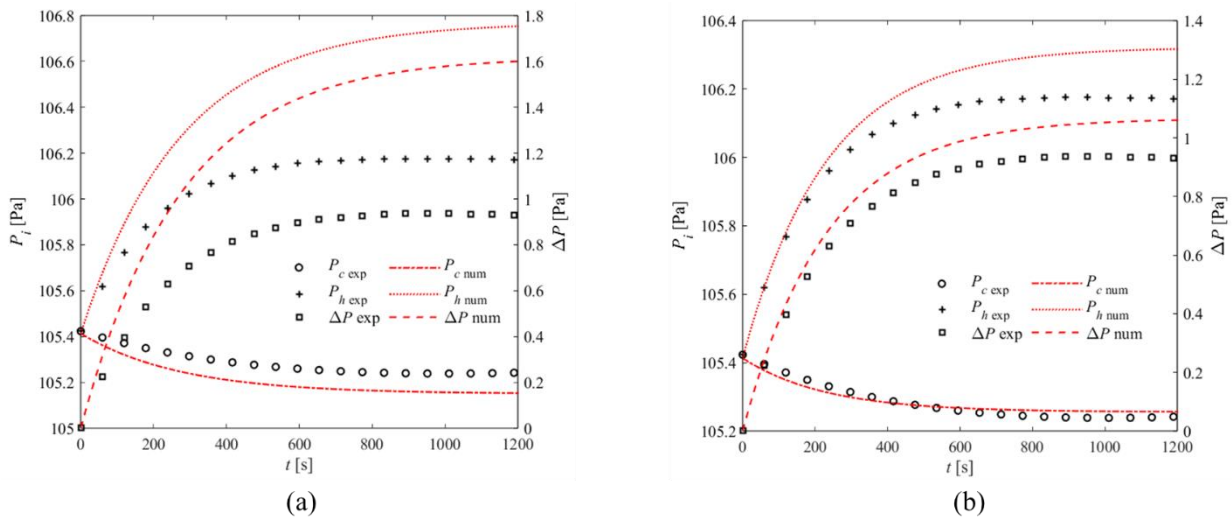 106.8
106.6
106.4
106.2
106
105.8
105.6
105.4
105.2
105
P_i [Pa]
1.8
1.6
1.4
1.2
1
0.8
0.6
0.4
0.2
0
ΔP [Pa]
P_c exp P_c num
P_h exp P_h num
ΔP exp ΔP num
0 200 400 600 800 1000 1200
t [s]
(a)
106.4
106.2
106
105.8
105.6
105.4
105.2
P_i [Pa]
1.4
1.2
1
0.8
0.6
0.4
0.2
0
ΔP [Pa]
P_c exp P_c num
P_h exp P_h num
ΔP exp ΔP num
0 200 400 600 800 1000 1200
t [s]
(b)